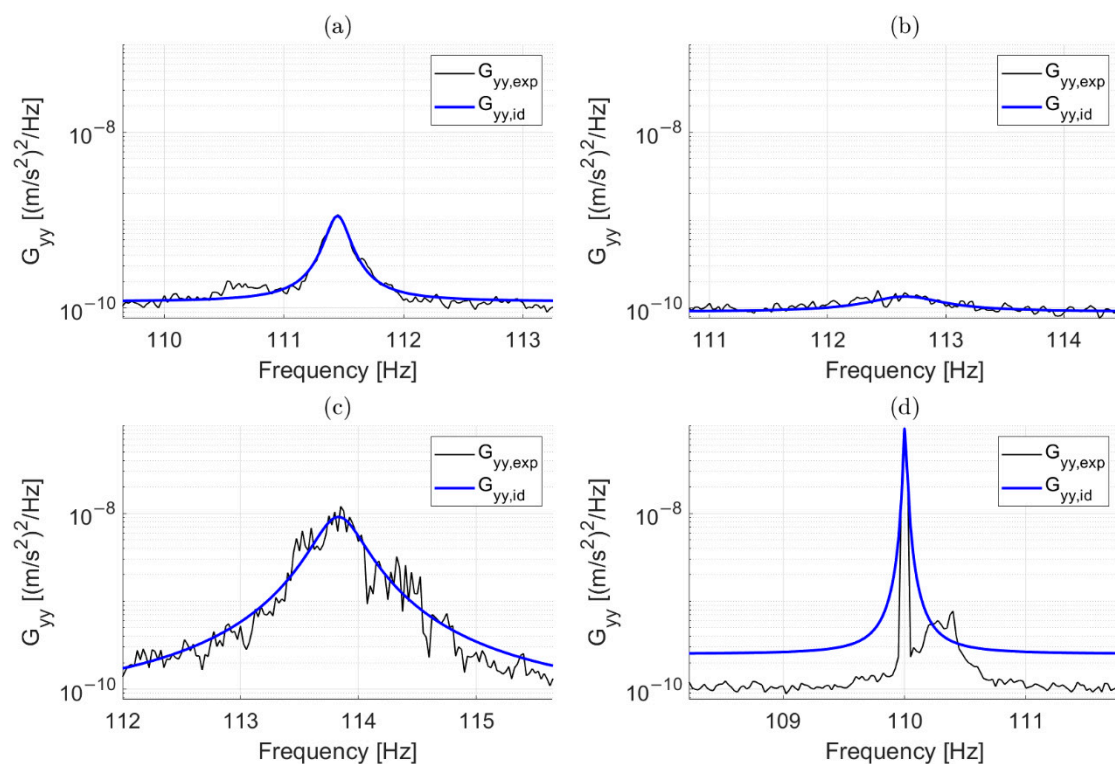 (a)
G_yy [(m/s^2)^2/Hz]
10^−8
10^−10
G_yy,exp
G_yy,id
110 111 112 113
Frequency [Hz]
(b)
G_yy [(m/s^2)^2/Hz]
10^−8
10^−10
G_yy,exp
G_yy,id
111 112 113 114
Frequency [Hz]
(c)
G_yy [(m/s^2)^2/Hz]
10^−8
10^−10
G_yy,exp
G_yy,id
112 113 114 115
Frequency [Hz]
(d)
G_yy [(m/s^2)^2/Hz]
10^−8
10^−10
G_yy,exp
G_yy,id
109 110 111
Frequency [Hz]